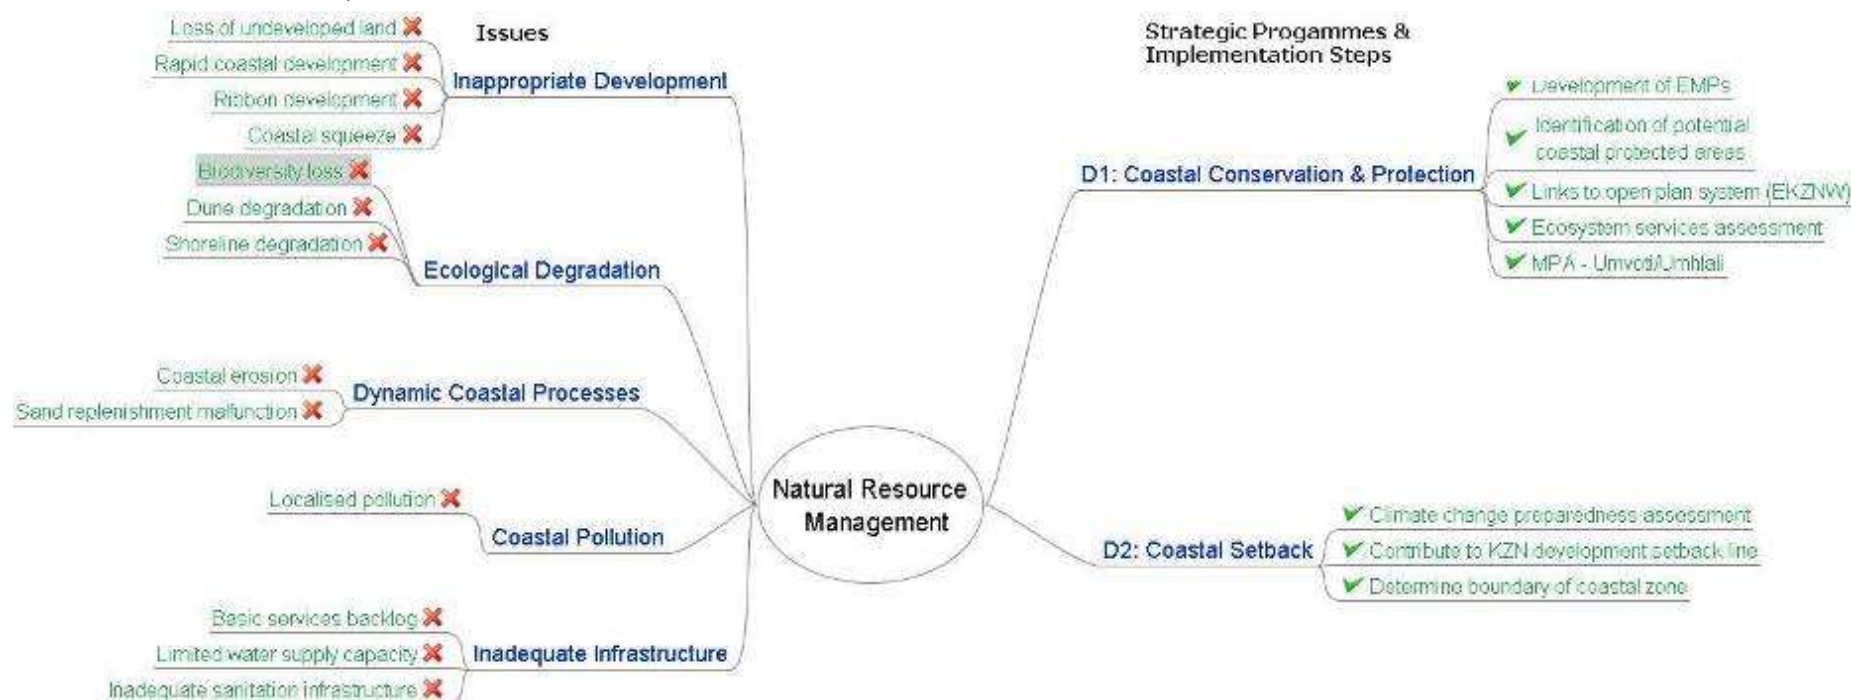 Issues
Loss of undeveloped land
Rapid coastal development
Ribbon development
Coastal squeeze
Inappropriate Development
Biodiversity loss
Dune degradation
Shoreline degradation
Ecological Degradation
Coastal erosion
Sand replenishment malfunction
Dynamic Coastal Processes
Localised pollution
Coastal Pollution
Basic services backlog
Limited water supply capacity
Inadequate sanitation infrastructure
Inadequate Infrastructure
Natural Resource
Management
Strategic Progammes &
Implementation Steps
D1: Coastal Conservation & Protection
Development of EMPs
Identification of potential
coastal protected areas
Links to open plan system (EKZNW)
Ecosystem services assessment
MPA - Umvoti/Umhlali
D2: Coastal Setback
Climate change preparedness assessment
Contribute to KZN development setback line
Determine boundary of coastal zone